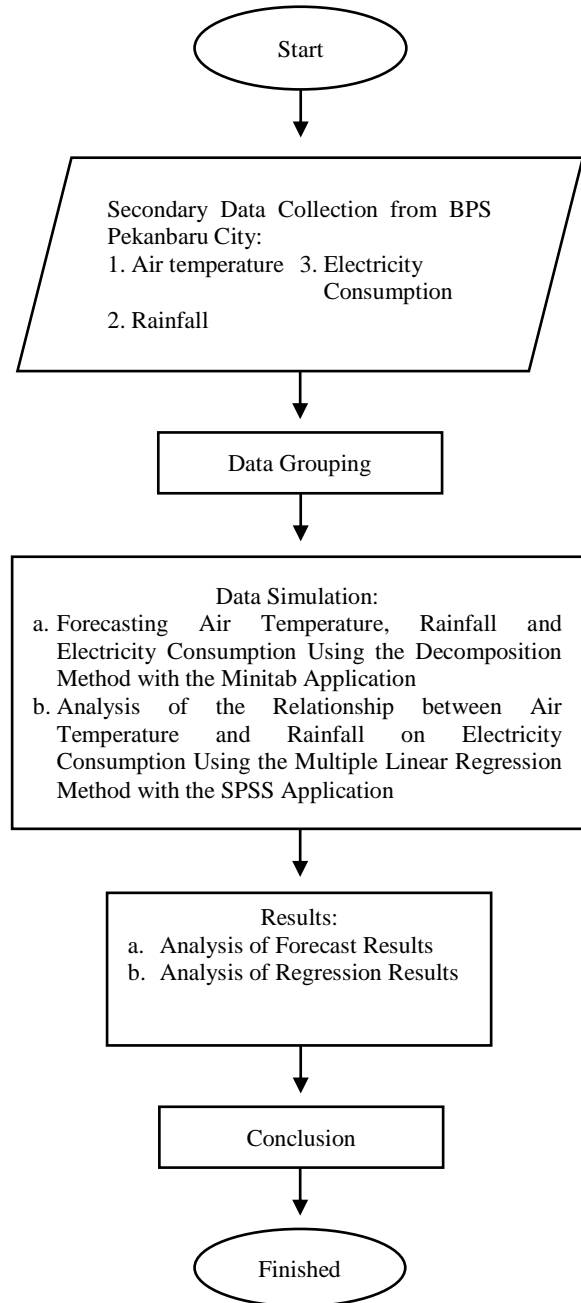 Start
Secondary Data Collection from BPS
Pekanbaru City:
1. Air temperature 3. Electricity
Consumption
2. Rainfall
Data Grouping
Data Simulation:
a. Forecasting Air Temperature, Rainfall and
Electricity Consumption Using the Decomposition
Method with the Minitab Application
b. Analysis of the Relationship between Air
Temperature and Rainfall on Electricity
Consumption Using the Multiple Linear Regression
Method with the SPSS Application
Results:
a. Analysis of Forecast Results
b. Analysis of Regression Results
Conclusion
Finished